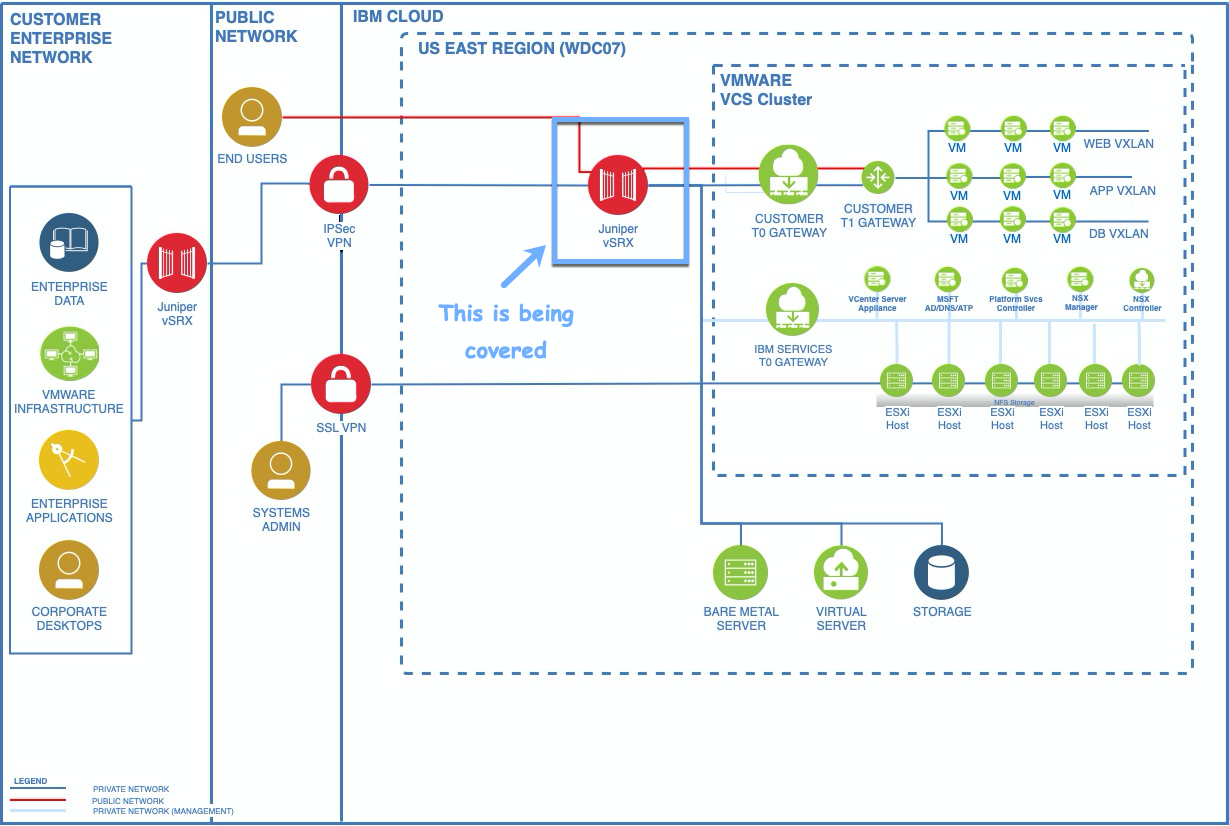 CUSTOMER
ENTERPRISE
NETWORK
PUBLIC
NETWORK
IBM CLOUD
US EAST REGION (WDC07)
VMWARE
VCS Cluster
END USERS
IPSec
VPN
Juniper
vSRX
CUSTOMER
T0 GATEWAY
CUSTOMER
T1 GATEWAY
VM
VM
VM
WEB VXLAN
VM
VM
VM
APP VXLAN
VM
VM
VM
DB VXLAN
This is being
covered
ENTERPRISE
DATA
Juniper
vSRX
VMWARE
INFRASTRUCTURE
ENTERPRISE
APPLICATIONS
CORPORATE
DESKTOPS
SSL VPN
SYSTEMS
ADMIN
VCenter Server
Appliance
MSFT
AD/DNS/ATP
Platform Svcs
Controller
NSX
Manager
NSX
Controller
IBM SERVICES
T0 GATEWAY
NFS Storage
ESXi
Host
ESXi
Host
ESXi
Host
ESXi
Host
ESXi
Host
ESXi
Host
BARE METAL
SERVER
VIRTUAL
SERVER
STORAGE
LEGEND
PRIVATE NETWORK
PUBLIC NETWORK
PRIVATE NETWORK (MANAGEMENT)